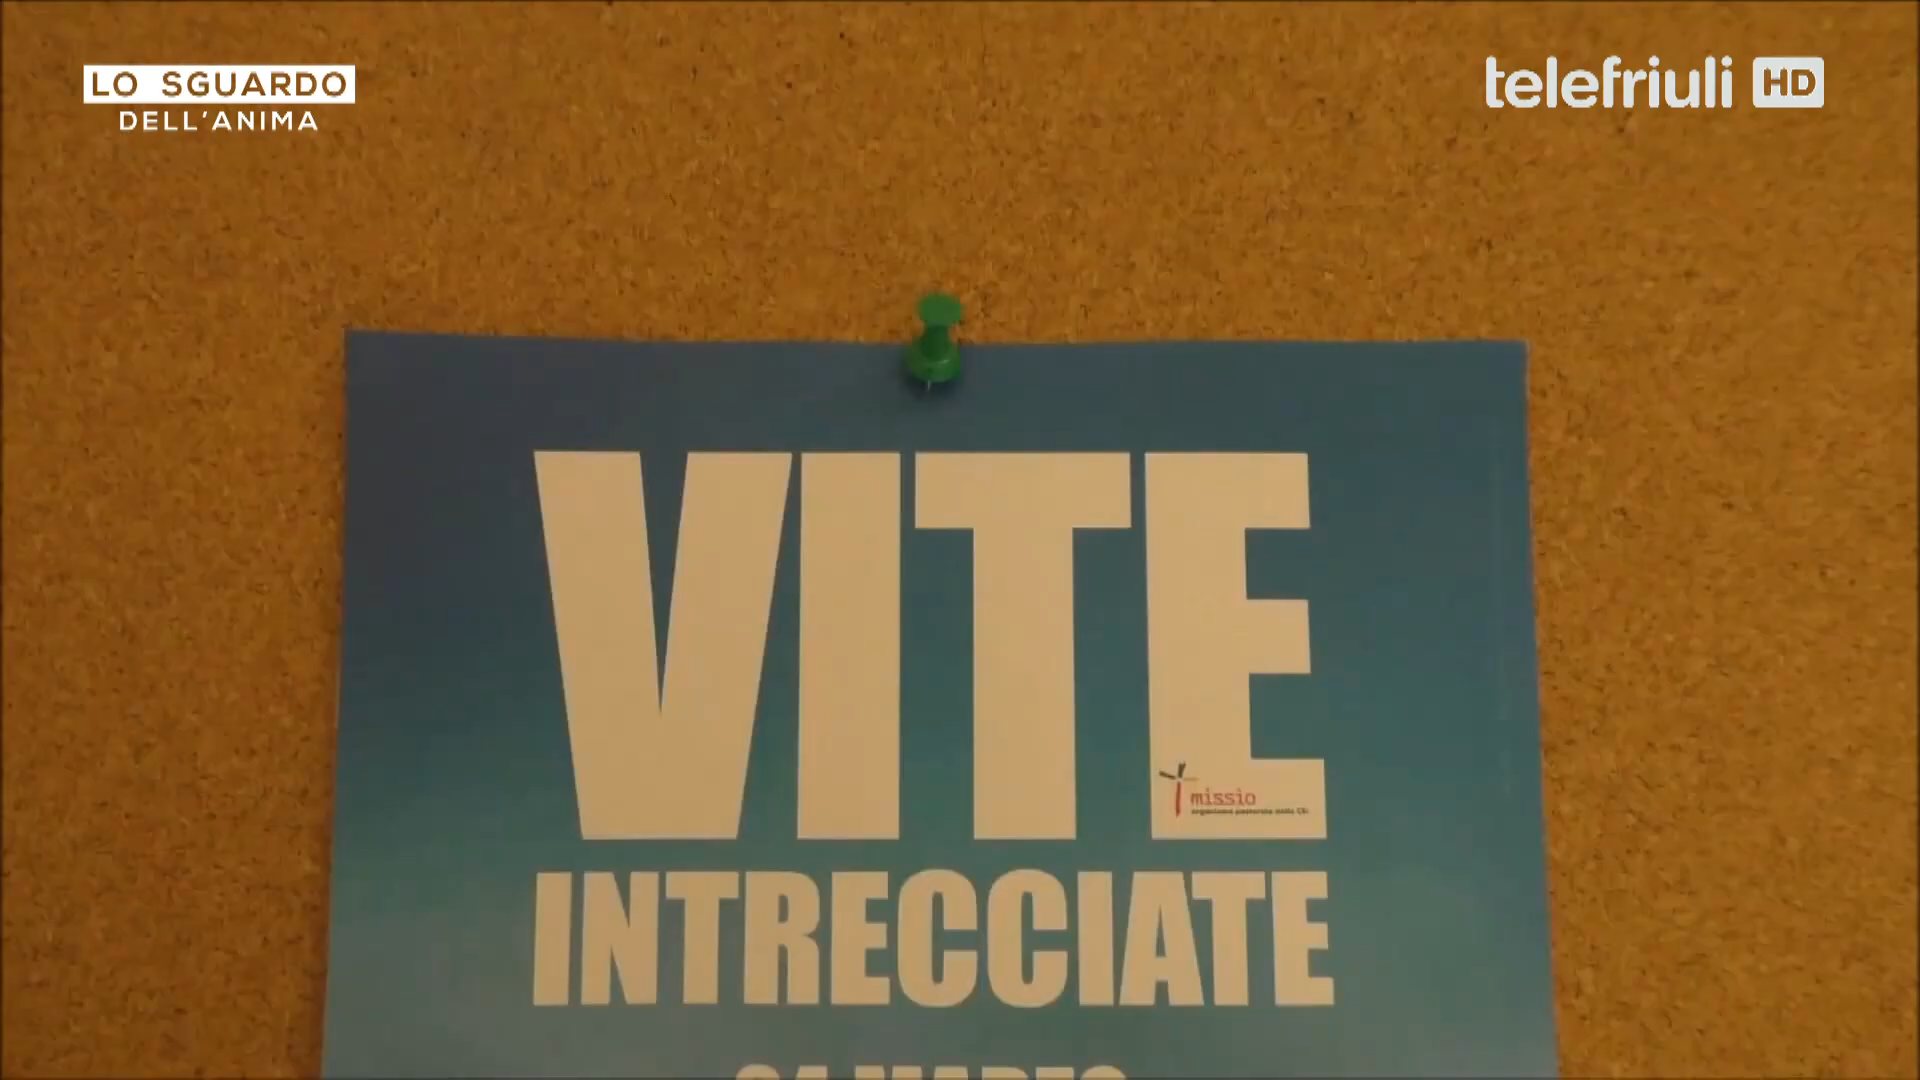 LO SGUARDO
DELL'ANIMA
telefriuli HD
VITE
missio
INTRECCIATE